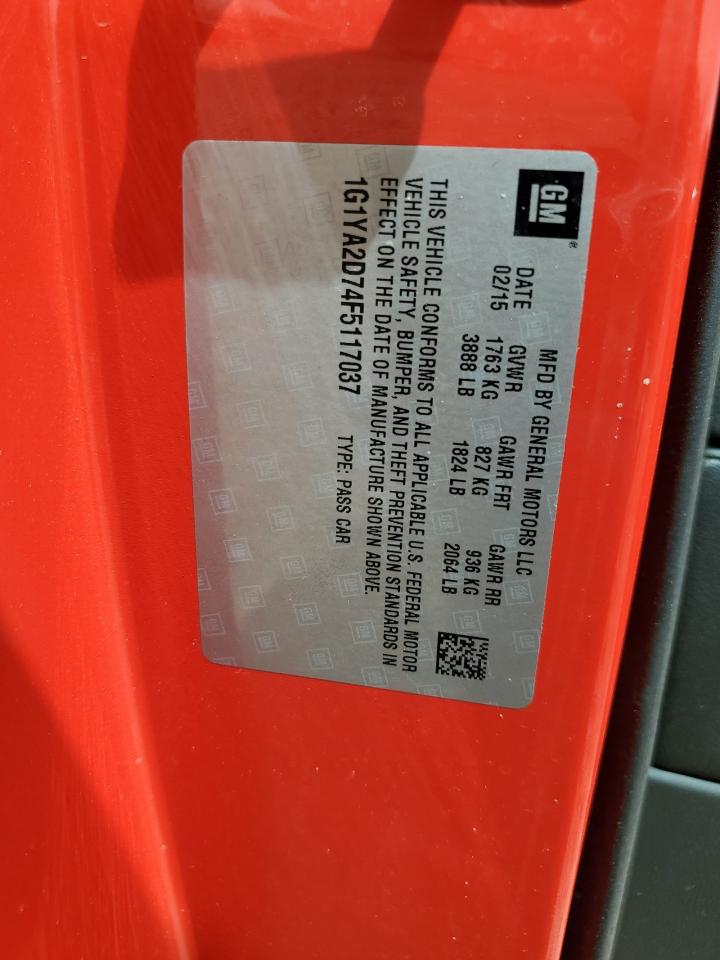 GM®
MFD BY GENERAL MOTORS LLC
DATE GVWR GAWR FRT GAWR RR
02/15 1763 KG 827 KG 936 KG
3888 LB 1824 LB 2064 LB
THIS VEHICLE CONFORMS TO ALL APPLICABLE U.S. FEDERAL MOTOR
VEHICLE SAFETY, BUMPER, AND THEFT PREVENTION STANDARDS IN
EFFECT ON THE DATE OF MANUFACTURE SHOWN ABOVE.
1G1YA2D74F5117037 TYPE: PASS CAR